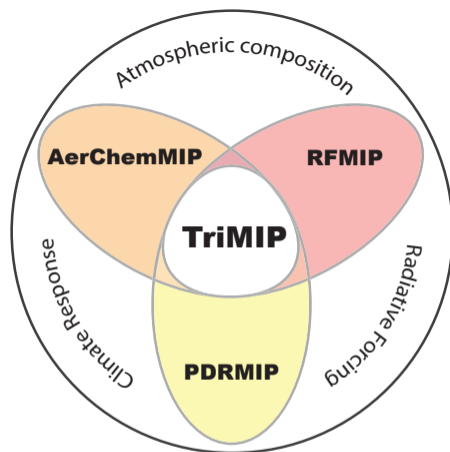 Atmospheric composition
AerChemMIP
RFMIP
TriMIP
Climate Response
Radiative Forcing
PDRMIP